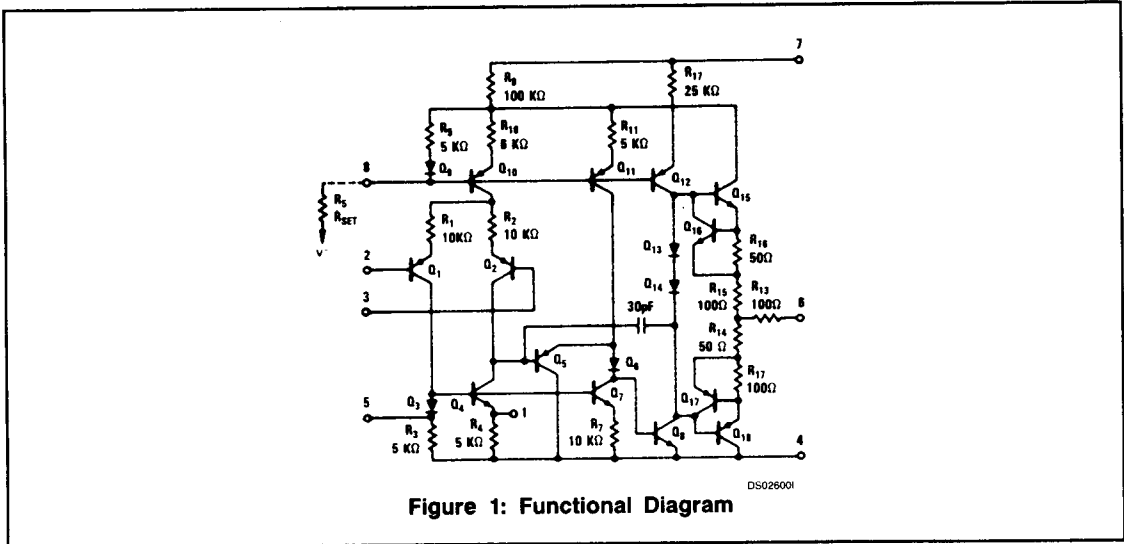 7
R9
100 KΩ
R17
25 KΩ
R9
5 KΩ
R10
8 KΩ
R11
5 KΩ
8
Q9
Q10
Q11
Q12
Q15
R5
RSET
V-
R1
10KΩ
R2
10 KΩ
Q16
R16
50Ω
Q13
2
Q1
Q2
Q14
R15
100Ω
R13
100Ω
3
30pF
6
R14
50 Ω
Q5
Q6
R17
100Ω
Q3
Q4
Q7
Q17
5
1
R3
5 KΩ
R4
5 KΩ
R7
10 KΩ
Q8
Q18
4
DS02600I
Figure 1: Functional Diagram